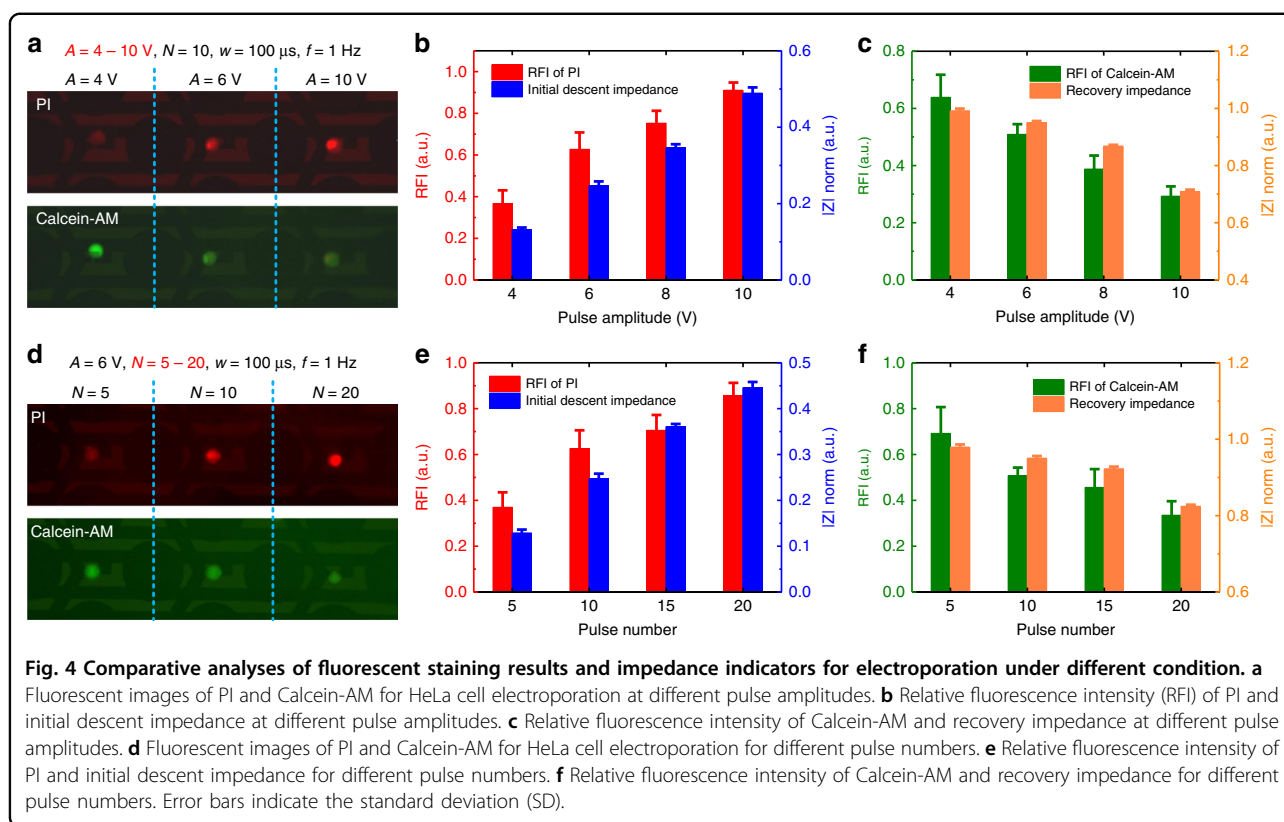 a
A = 4 – 10 V, N = 10, w = 100 μs, f = 1 Hz
A = 4 V A = 6 V A = 10 V
PI
Calcein-AM
b
RFI of PI
Initial descent impedance
1.0
0.8
0.6
0.4
0.2
0.0
RFI (a.u.)
0.6
0.4
0.2
0.0
|Z| norm (a.u.)
4 6 8 10
Pulse amplitude (V)
c
RFI of Calcein-AM
Recovery impedance
0.8
0.6
0.4
0.2
0.0
RFI (a.u.)
1.2
1.0
0.8
0.6
0.4
|Z| norm (a.u.)
4 6 8 10
Pulse amplitude (V)
d
A = 6 V, N = 5 – 20, w = 100 μs, f = 1 Hz
N = 5 N = 10 N = 20
PI
Calcein-AM
e
RFI of PI
Initial descent impedance
1.0
0.8
0.6
0.4
0.2
0.0
RFI (a.u.)
0.5
0.4
0.3
0.2
0.1
0.0
|Z| norm (a.u.)
5 10 15 20
Pulse number
f
RFI of Calcein-AM
Recovery impedance
1.0
0.8
0.6
0.4
0.2
0.0
RFI (a.u.)
1.2
1.0
0.8
0.6
|Z| norm (a.u.)
5 10 15 20
Pulse number
Fig. 4 Comparative analyses of fluorescent staining results and impedance indicators for electroporation under different condition. a
Fluorescent images of PI and Calcein-AM for HeLa cell electroporation at different pulse amplitudes. b Relative fluorescence intensity (RFI) of PI and
initial descent impedance at different pulse amplitudes. c Relative fluorescence intensity of Calcein-AM and recovery impedance at different pulse
amplitudes. d Fluorescent images of PI and Calcein-AM for HeLa cell electroporation for different pulse numbers. e Relative fluorescence intensity of
PI and initial descent impedance for different pulse numbers. f Relative fluorescence intensity of Calcein-AM and recovery impedance for different
pulse numbers. Error bars indicate the standard deviation (SD).